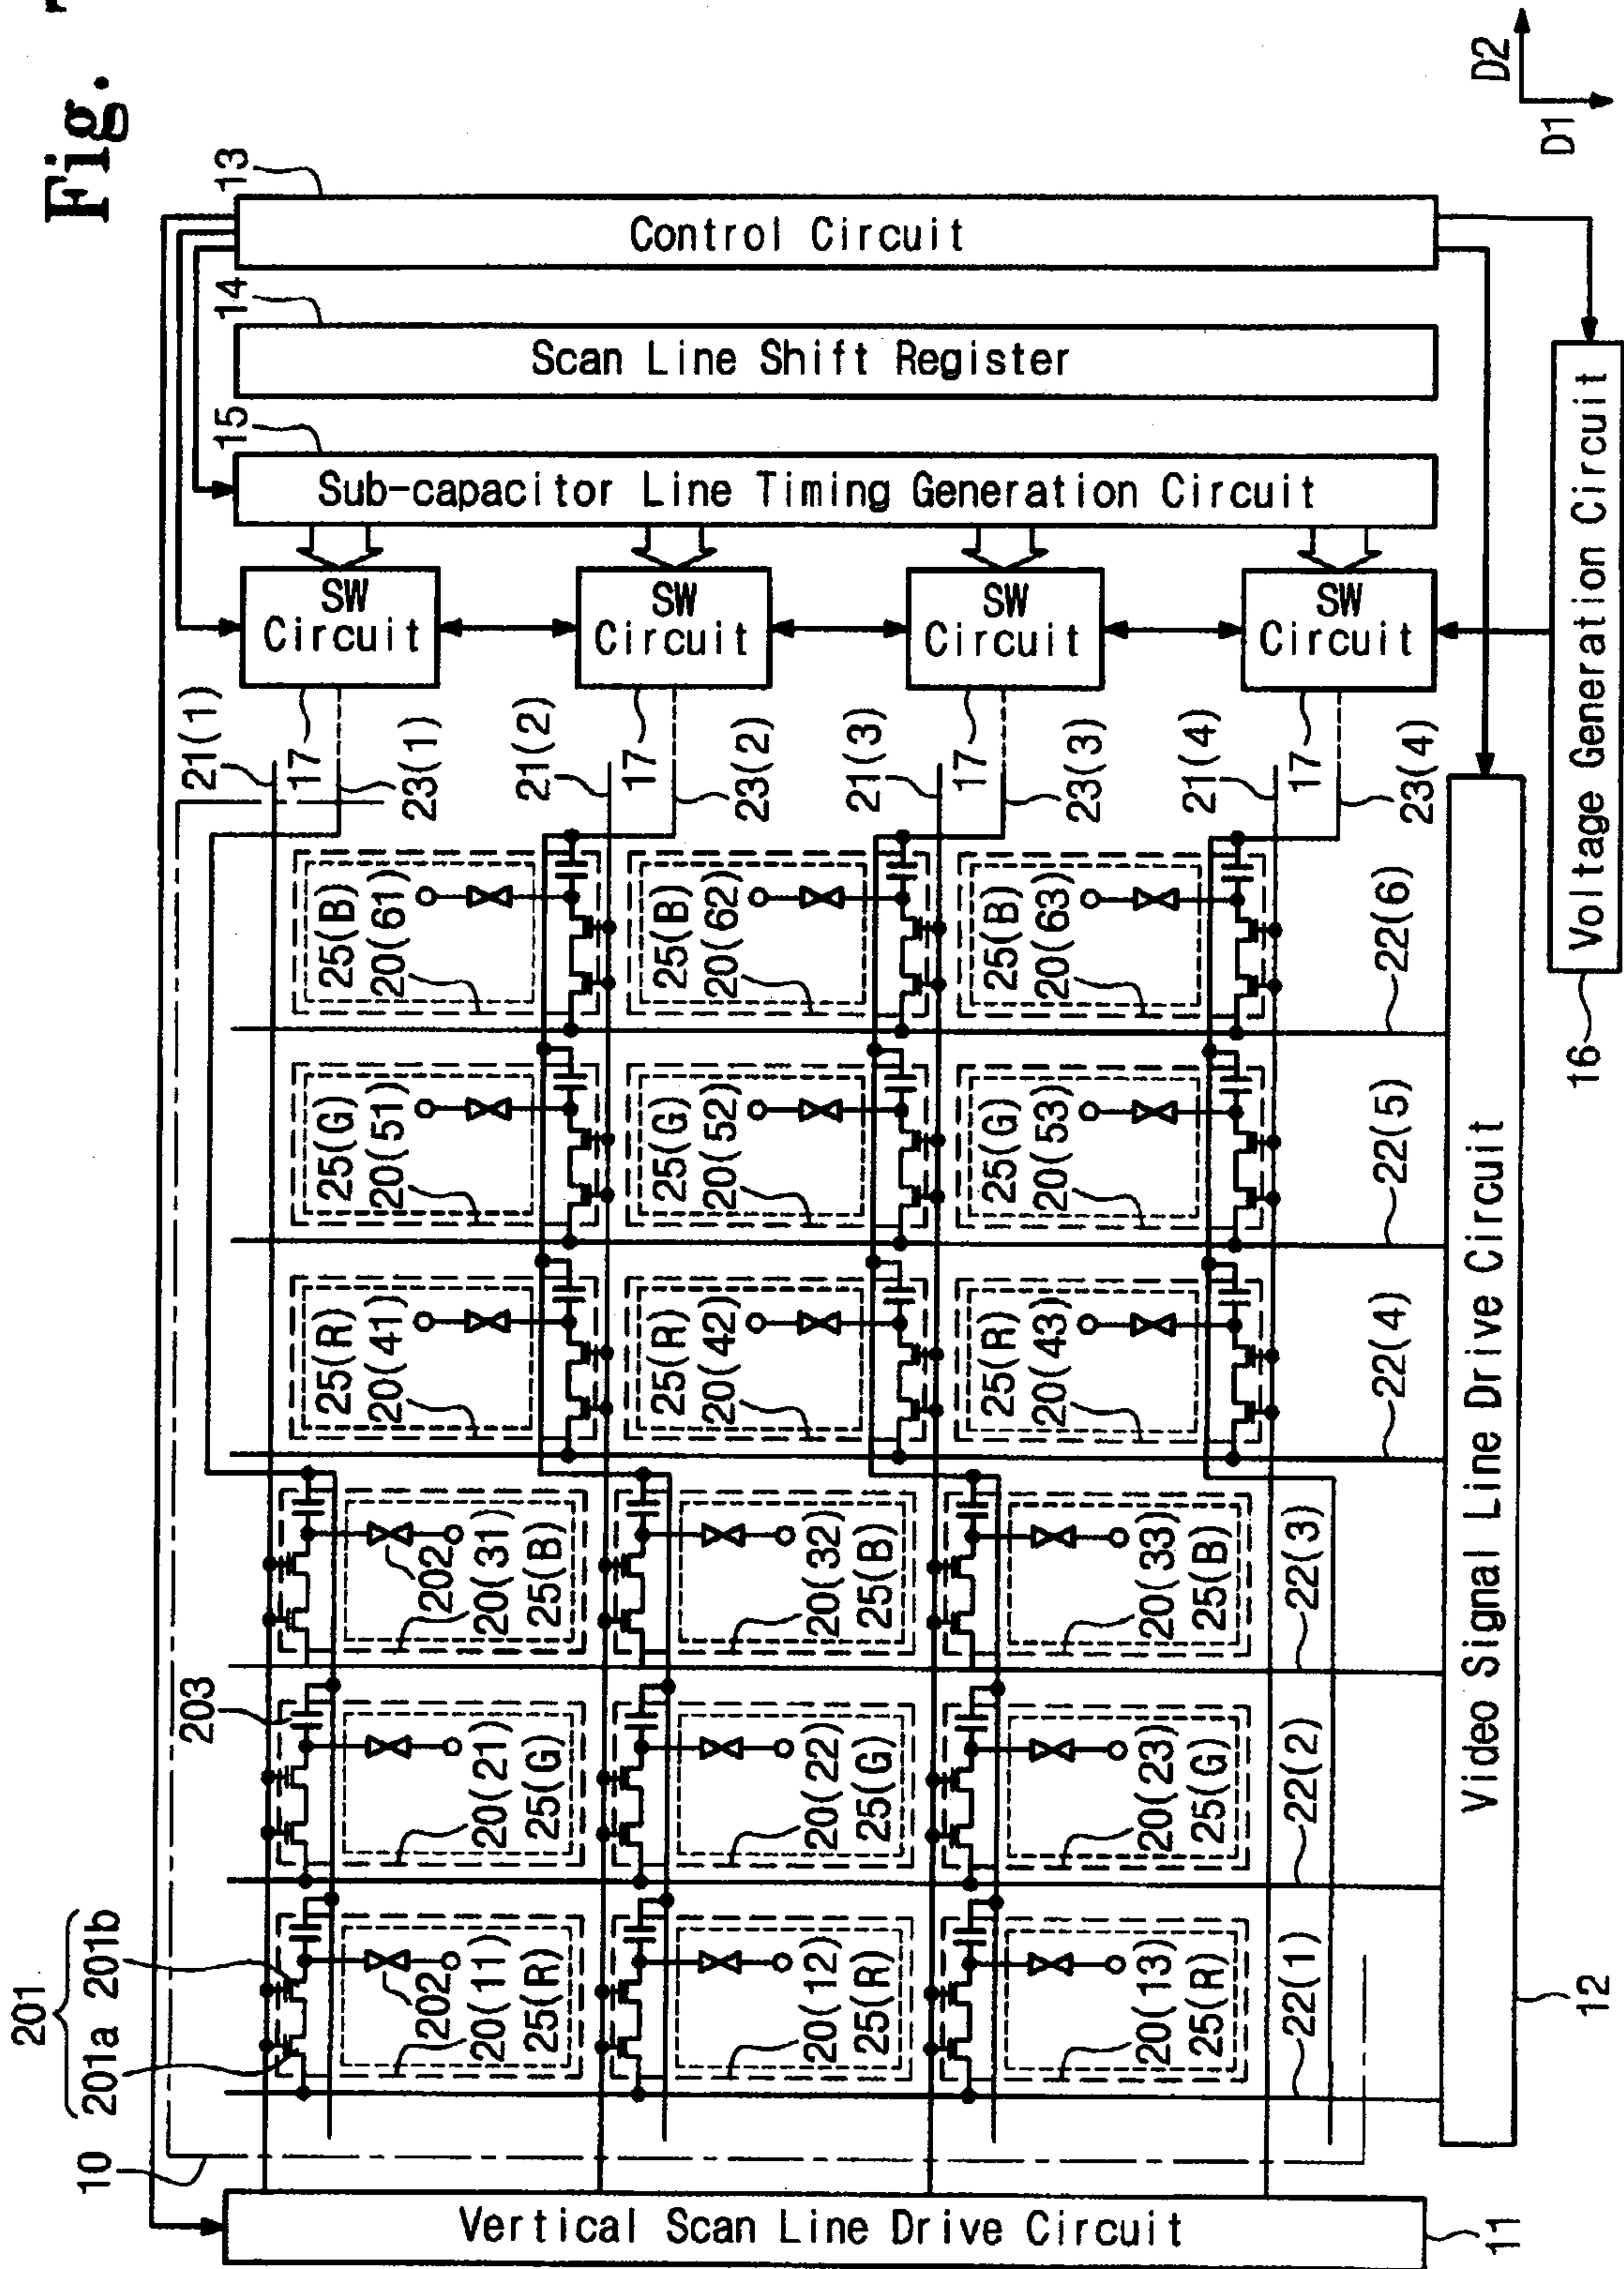 Fig.
201
201a 201b
203
10
21(1)
17
23(1)
202
20(11)
25(R)
20(21)
25(G)
202
20(31)
25(B)
25(R)
20(41)
25(G)
20(51)
25(B)
20(61)
21(2)
17
23(2)
20(12)
25(R)
20(22)
25(G)
20(32)
25(B)
25(R)
20(42)
25(G)
20(52)
25(B)
20(62)
21(3)
17
23(3)
20(13)
25(R)
20(23)
25(G)
20(33)
25(B)
25(R)
20(43)
25(G)
20(53)
25(B)
20(63)
21(4)
17
23(4)
22(1)
22(2)
22(3)
22(4)
22(5)
22(6)
SW
Circuit
SW
Circuit
SW
Circuit
SW
Circuit
15
Sub-capacitor Line Timing Generation Circuit
14
Scan Line Shift Register
13
Control Circuit
Vertical Scan Line Drive Circuit
11
Video Signal Line Drive Circuit
12
16
Voltage Generation Circuit
D2
D1